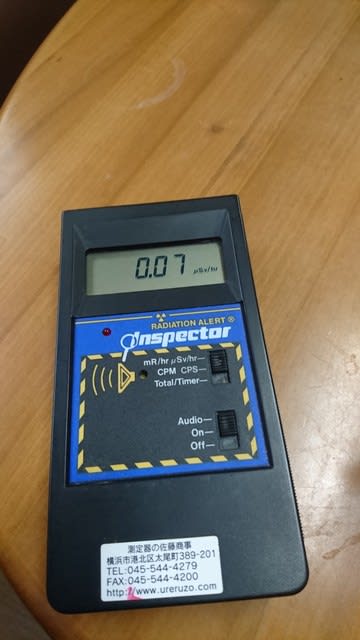 0.07 μSv/hr
RADIATION ALERT®
Inspector
mR/hr μSv/hr
CPM CPS
Total/Timer
Audio
On
Off
測定器の佐藤商事
横浜市港北区太尾町389-201
TEL:045-544-4279
FAX:045-544-4200
http://www.ureruzo.com